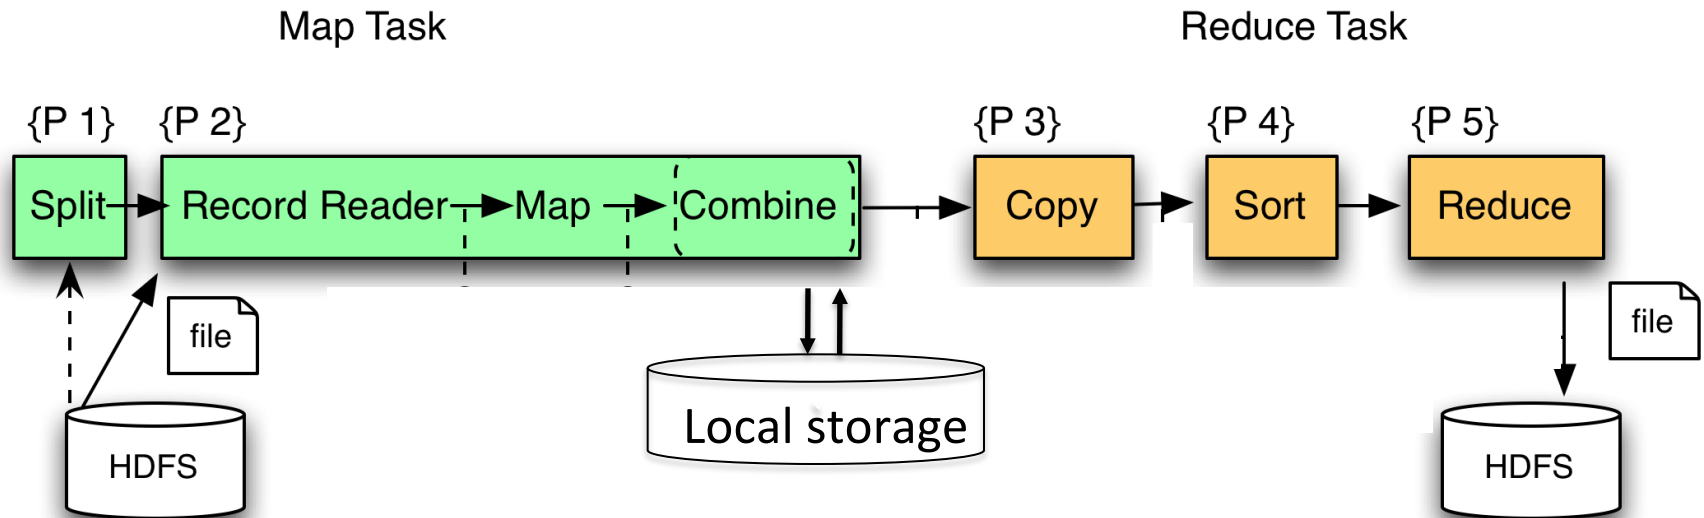 Map Task
Reduce Task
{P 1}
{P 2}
{P 3}
{P 4}
{P 5}
Split
Record Reader
Map
Combine
Copy
Sort
Reduce
file
file
HDFS
Local storage
HDFS